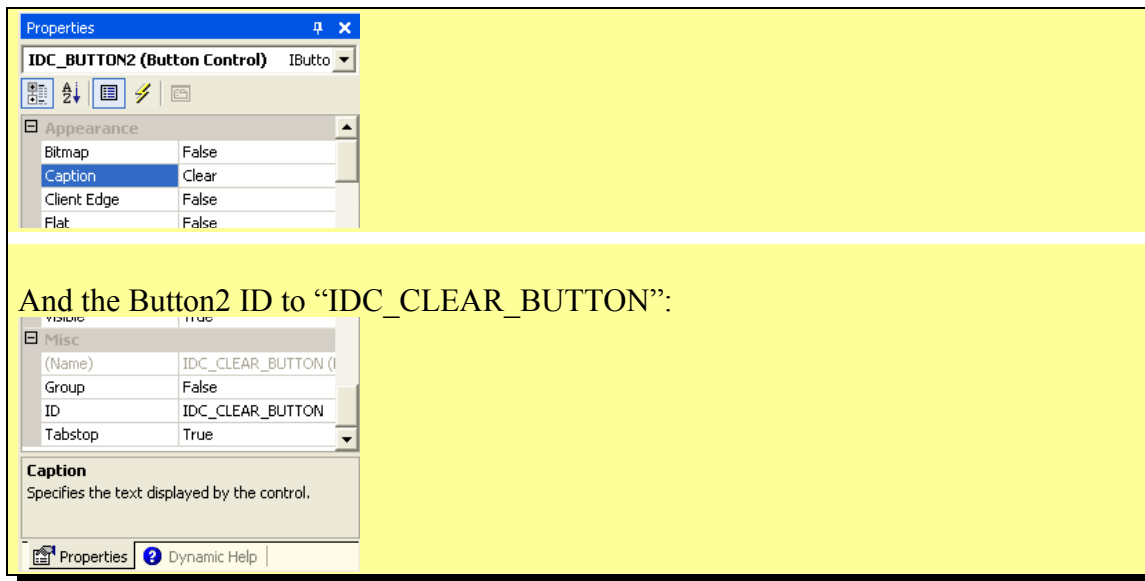 Properties
IDC_BUTTON2 (Button Control) IButto
Appearance
Bitmap False
Caption Clear
Client Edge False
Flat False
And the Button2 ID to “IDC_CLEAR_BUTTON”:
Visible True
Misc
(Name) IDC_CLEAR_BUTTON (I
Group False
ID IDC_CLEAR_BUTTON
Tabstop True
Caption
Specifies the text displayed by the control.
Properties Dynamic Help